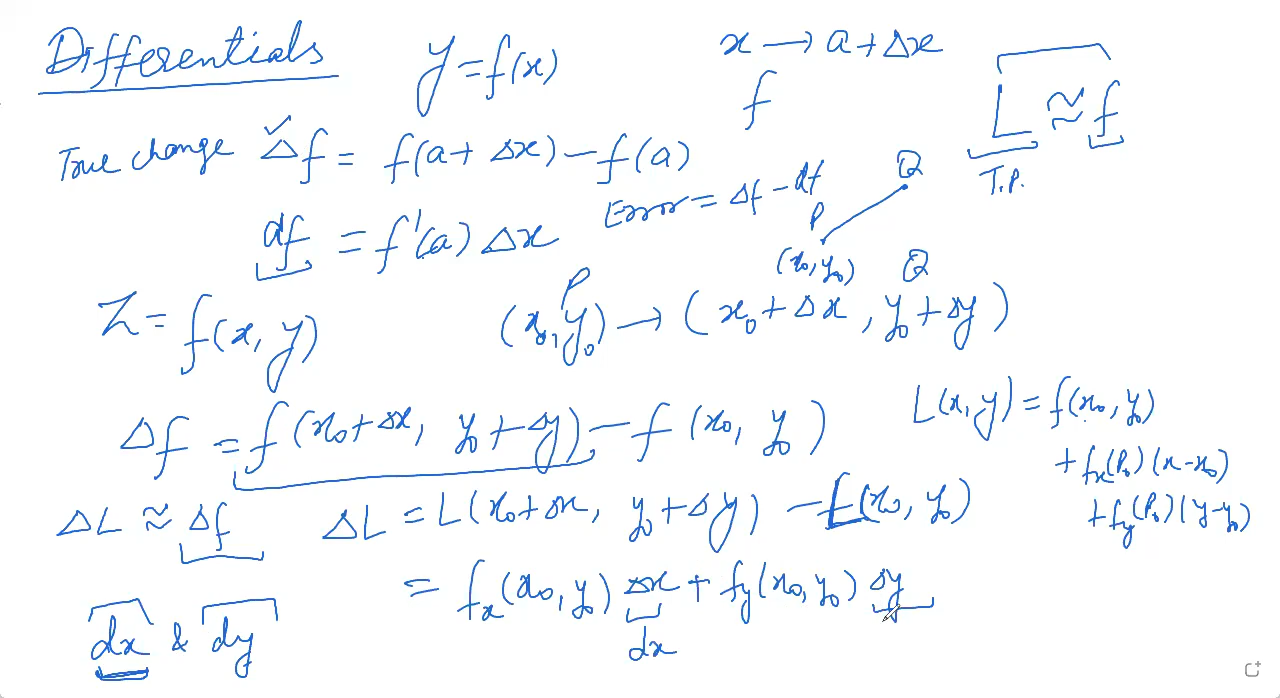 Differentials
y = f(x)
x → a + Δx
f
L ≈ f
T.P.
True change Δf = f(a + Δx) − f(a)
Error = Δf − df
df = f'(a) Δx
P
Q
(x₀, y₀)
Z = f(x, y)
P
Q
(x₀, y₀) → (x₀ + Δx, y₀ + Δy)
Δf = f(x₀ + Δx, y₀ + Δy) − f(x₀, y₀)
L(x, y) = f(x₀, y₀)
+ fₓ(P₀)(x − x₀)
+ f_y(P₀)(y − y₀)
ΔL ≈ Δf
ΔL = L(x₀ + Δx, y₀ + Δy) − L(x₀, y₀)
= fₓ(x₀, y₀) Δx + f_y(x₀, y₀) Δy
dx
dx & dy